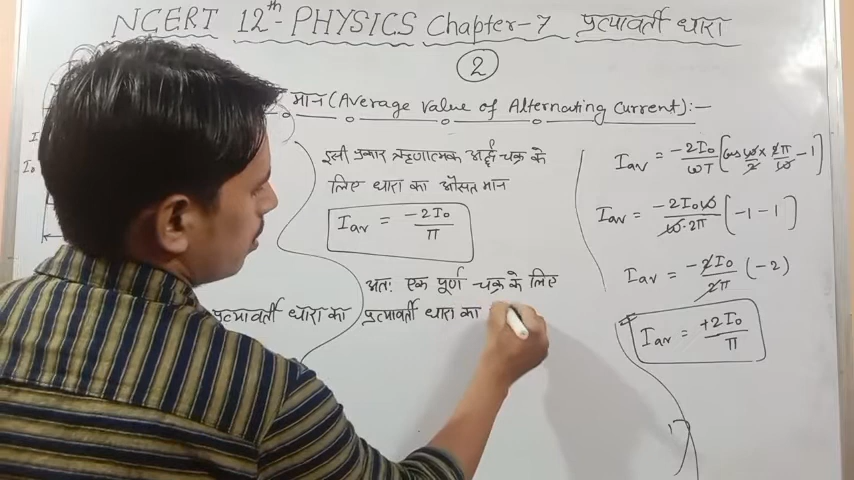 NCERT 12th PHYSICS Chapter-7 प्रत्यावर्ती धारा
2
मान (Average Value of Alternating Current):-
इसी प्रकार ऋणात्मक अर्द्ध चक्र के
लिए धारा का औसत मान
Iav = -2I₀/π
अतः एक पूर्ण चक्र के लिए
प्रत्यावर्ती धारा का
प्रत्यावर्ती धारा का
Iav = -2I₀/ωT [cos ω/2 × 2π/ω - 1]
Iav = -2I₀ω/ω·2π [-1 - 1]
Iav = -2I₀/2π (-2)
Iav = +2I₀/π
I
I₀